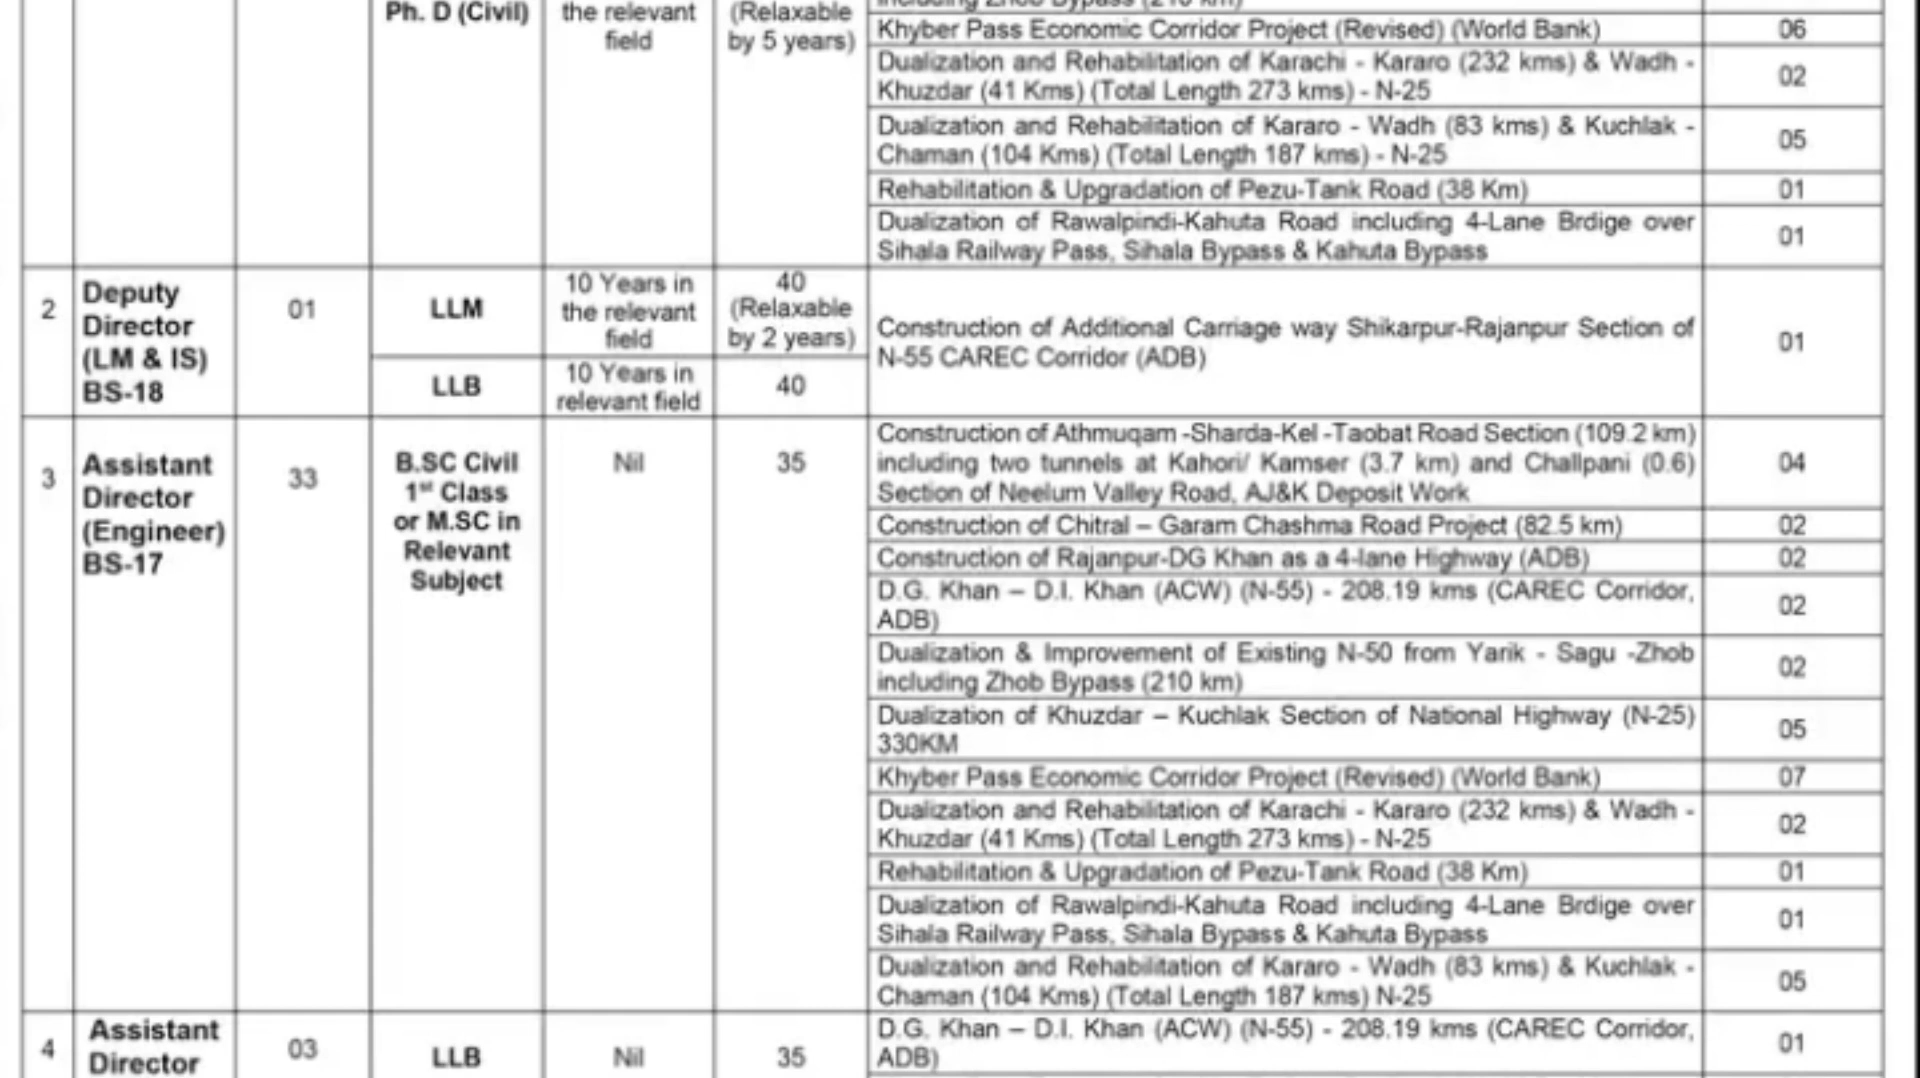 Ph. D (Civil)
the relevant
field
(Relaxable
by 5 years)
including Zhob Bypass (210 km)
Khyber Pass Economic Corridor Project (Revised) (World Bank)
06
Dualization and Rehabilitation of Karachi - Kararo (232 kms) & Wadh -
Khuzdar (41 Kms) (Total Length 273 kms) - N-25
02
Dualization and Rehabilitation of Kararo - Wadh (83 kms) & Kuchlak -
Chaman (104 Kms) (Total Length 187 kms) - N-25
05
Rehabilitation & Upgradation of Pezu-Tank Road (38 Km)
01
Dualization of Rawalpindi-Kahuta Road including 4-Lane Brdige over
Sihala Railway Pass, Sihala Bypass & Kahuta Bypass
01
2
Deputy
Director
(LM & IS)
BS-18
01
LLM
10 Years in
the relevant
field
40
(Relaxable
by 2 years)
LLB
10 Years in
relevant field
40
Construction of Additional Carriage way Shikarpur-Rajanpur Section of
N-55 CAREC Corridor (ADB)
01
3
Assistant
Director
(Engineer)
BS-17
33
B.SC Civil
1st Class
or M.SC in
Relevant
Subject
Nil
35
Construction of Athmuqam -Sharda-Kel -Taobat Road Section (109.2 km)
including two tunnels at Kahori/ Kamser (3.7 km) and Challpani (0.6)
Section of Neelum Valley Road, AJ&K Deposit Work
04
Construction of Chitral – Garam Chashma Road Project (82.5 km)
02
Construction of Rajanpur-DG Khan as a 4-lane Highway (ADB)
02
D.G. Khan – D.I. Khan (ACW) (N-55) - 208.19 kms (CAREC Corridor,
ADB)
02
Dualization & Improvement of Existing N-50 from Yarik - Sagu -Zhob
including Zhob Bypass (210 km)
02
Dualization of Khuzdar – Kuchlak Section of National Highway (N-25)
330KM
05
Khyber Pass Economic Corridor Project (Revised) (World Bank)
07
Dualization and Rehabilitation of Karachi - Kararo (232 kms) & Wadh -
Khuzdar (41 Kms) (Total Length 273 kms) - N-25
02
Rehabilitation & Upgradation of Pezu-Tank Road (38 Km)
01
Dualization of Rawalpindi-Kahuta Road including 4-Lane Brdige over
Sihala Railway Pass, Sihala Bypass & Kahuta Bypass
01
Dualization and Rehabilitation of Kararo - Wadh (83 kms) & Kuchlak -
Chaman (104 Kms) (Total Length 187 kms) N-25
05
4
Assistant
Director
03
LLB
Nil
35
D.G. Khan – D.I. Khan (ACW) (N-55) - 208.19 kms (CAREC Corridor,
ADB)
01